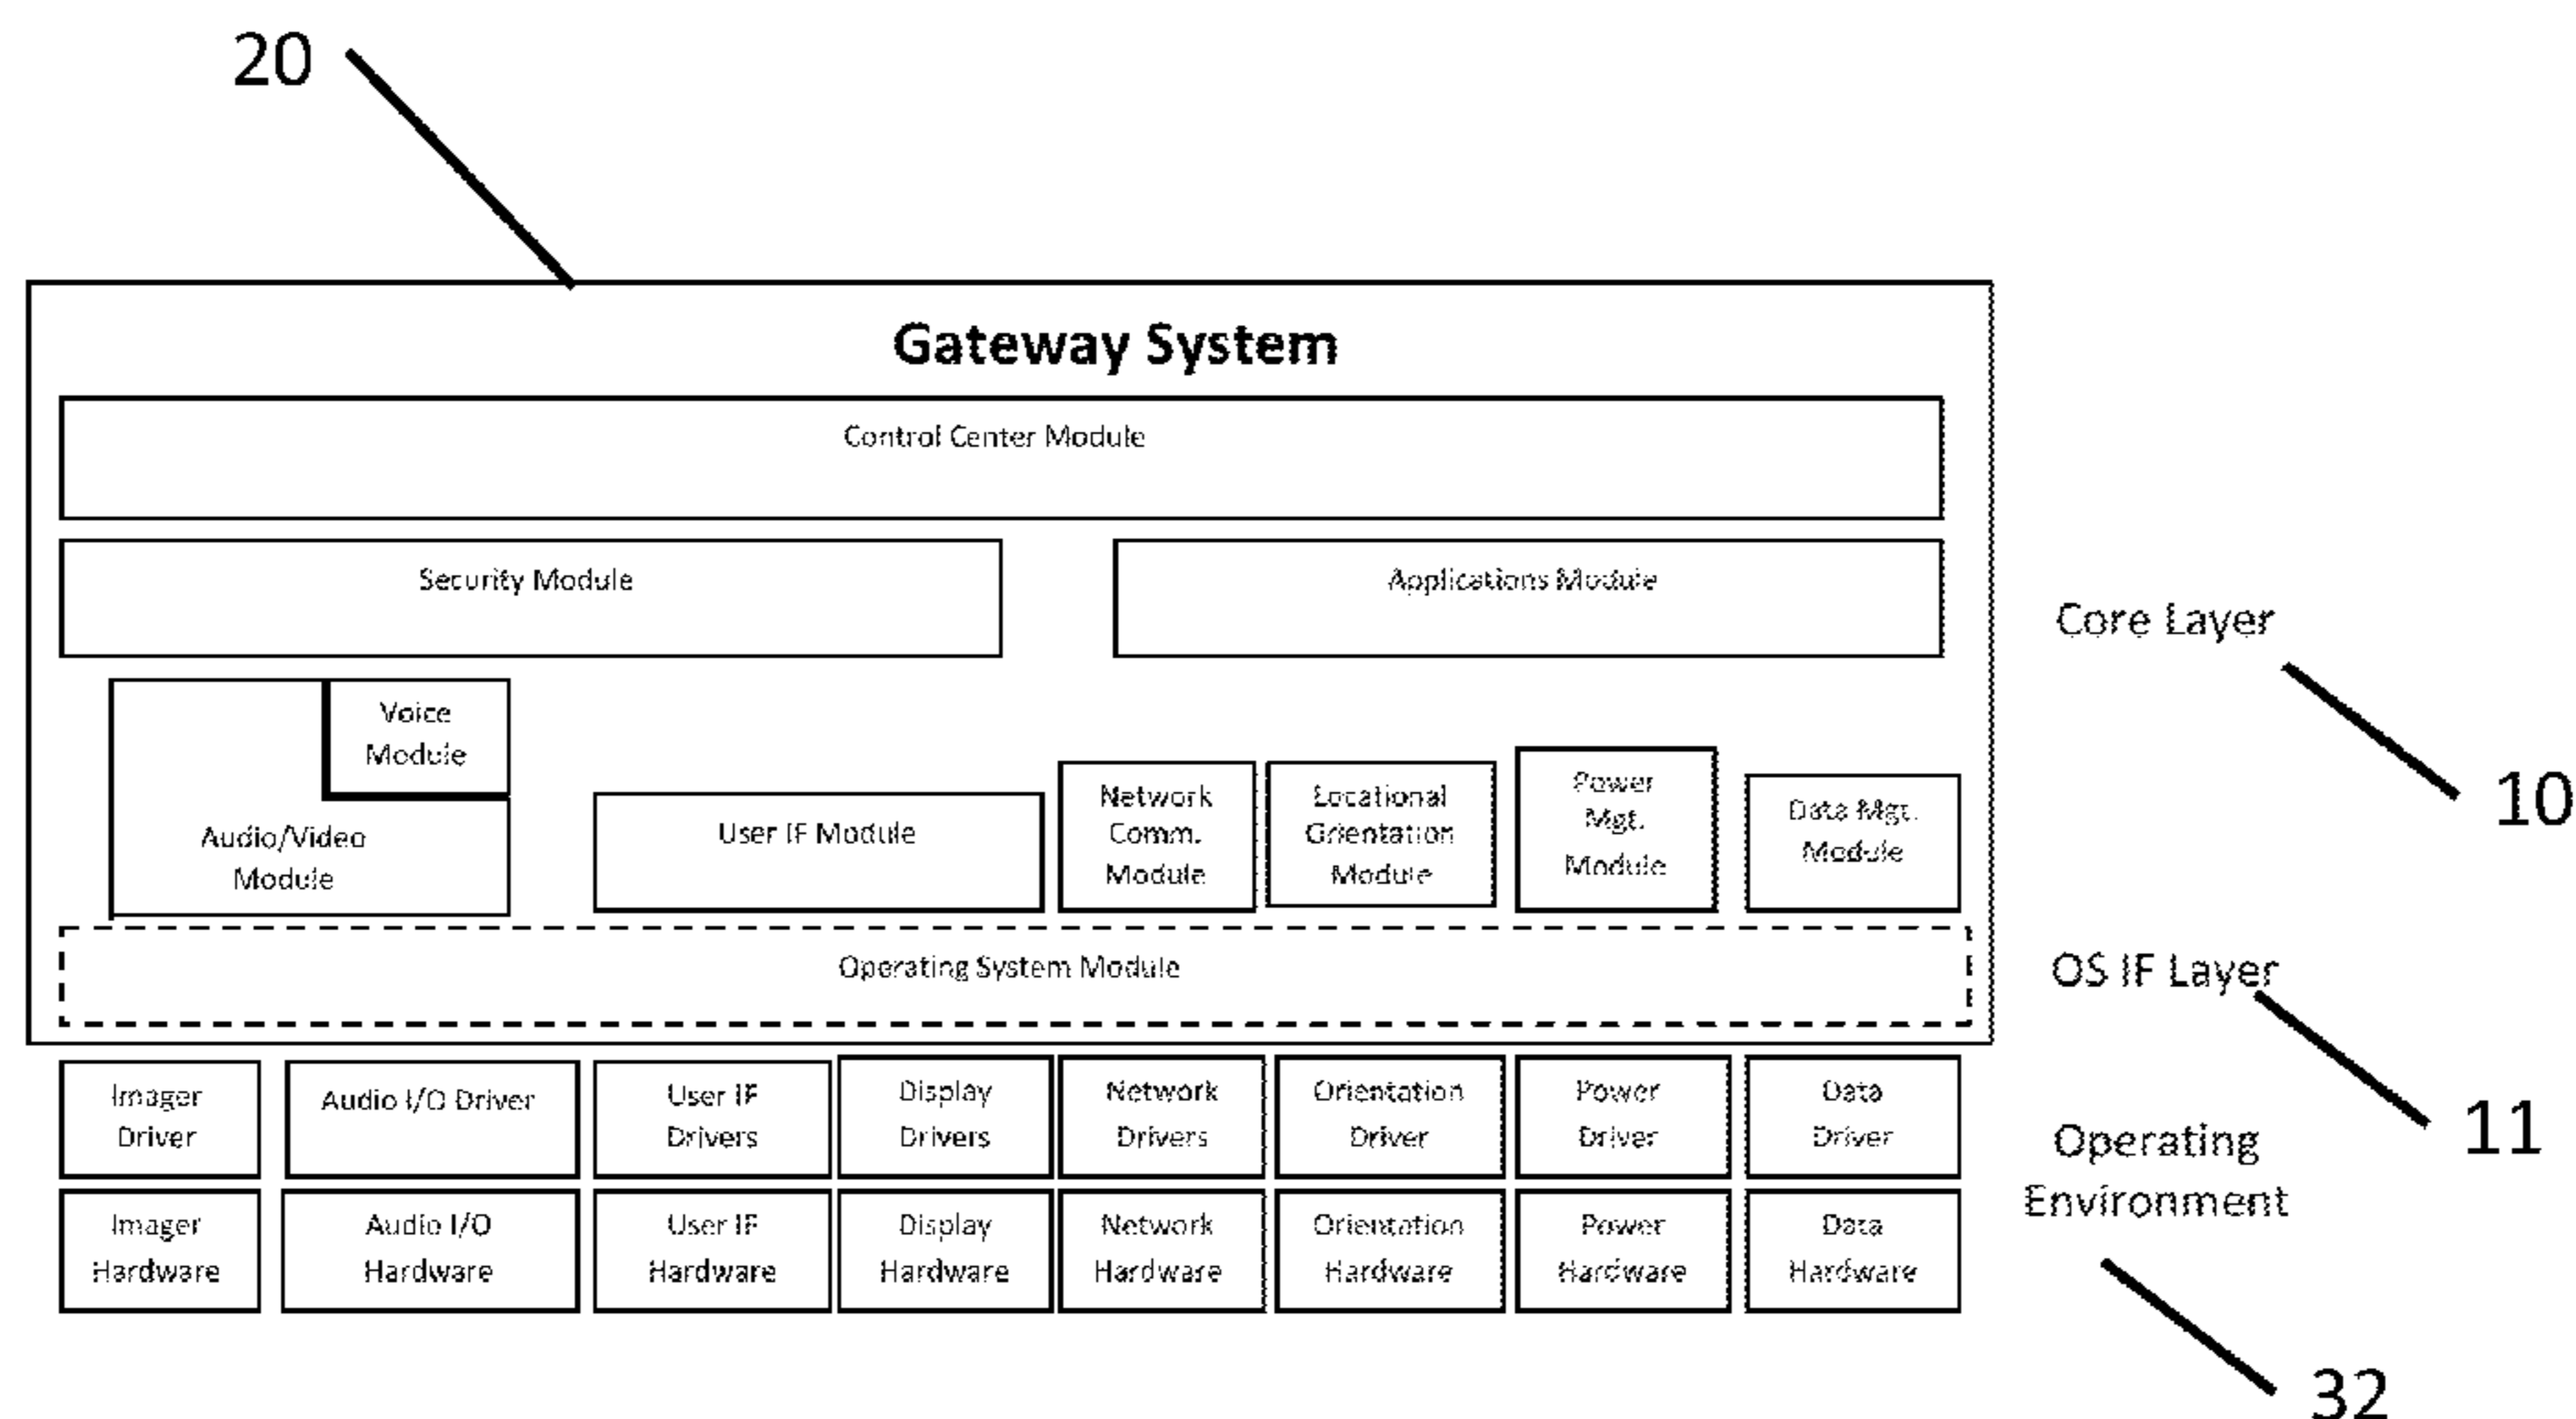 20
Gateway System
Control Center Module
Security Module
Applications Module
Core Layer
10
Voice
Module
Audio/Video
Module
User IF Module
Network
Comm.
Module
Locational
Orientation
Module
Power
Mgt.
Module
Data Mgt.
Module
Operating System Module
OS IF Layer
11
Imager
Driver
Audio I/O Driver
User IF
Drivers
Display
Drivers
Network
Drivers
Orientation
Driver
Power
Driver
Data
Driver
Operating
Environment
32
Imager
Hardware
Audio I/O
Hardware
User IF
Hardware
Display
Hardware
Network
Hardware
Orientation
Hardware
Power
Hardware
Data
Hardware